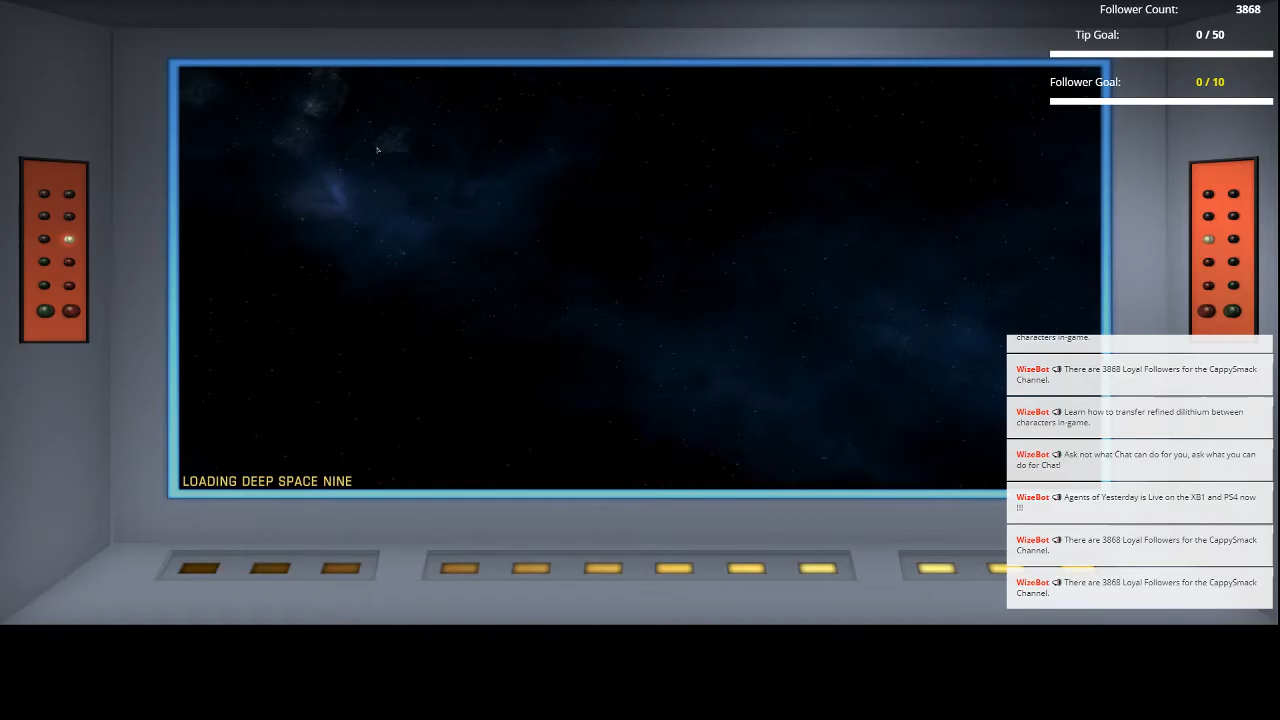 Follower Count: 3868
Tip Goal: 0 / 50
Follower Goal: 0 / 10
characters in-game.
WizeBot There are 3868 Loyal Followers for the CappySmack
Channel.
WizeBot Learn how to transfer refined dilithium between
characters in-game.
WizeBot Ask not what Chat can do for you, ask what you can
do for Chat!
WizeBot Agents of Yesterday is Live on the XB1 and PS4 now
!!!
WizeBot There are 3868 Loyal Followers for the CappySmack
Channel.
WizeBot There are 3868 Loyal Followers for the CappySmack
Channel.
LOADING DEEP SPACE NINE